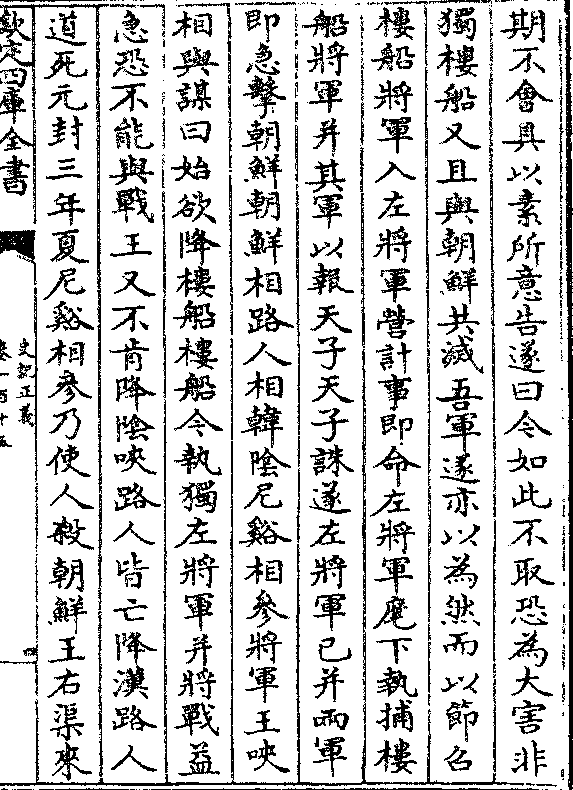 期不會具以素所意告遂曰今如此不取恐為大害非
獨樓船又且與朝鮮共滅吾軍遂亦以為然而以節召
樓船將軍入左將軍營計事即命左將軍麾下執捕樓
船將軍并其軍以報天子天子誅遂左將軍已并兩軍
即急擊朝鮮朝鮮相路人相韓陰尼谿相參將軍王唊
相與謀曰始欲降樓船樓船今執獨左將軍并將戰益
急恐不能與戰王又不肯降陰唊路人皆亡降漢路人
道死元封三年夏尼谿相參乃使人殺朝鮮王右渠來
欽定四庫全書
史記正義
卷一百十五